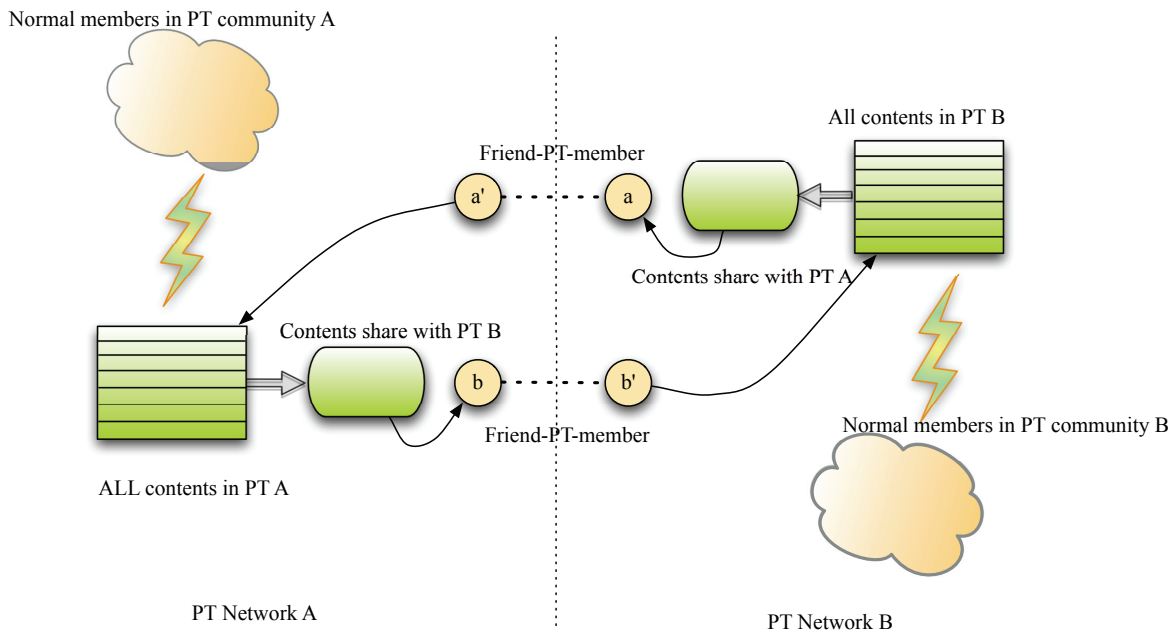 Normal members in PT community A
All contents in PT B
Friend-PT-member
a'
a
Contents share with PT A
Contents share with PT B
b
b'
Friend-PT-member
Normal members in PT community B
ALL contents in PT A
PT Network A
PT Network B